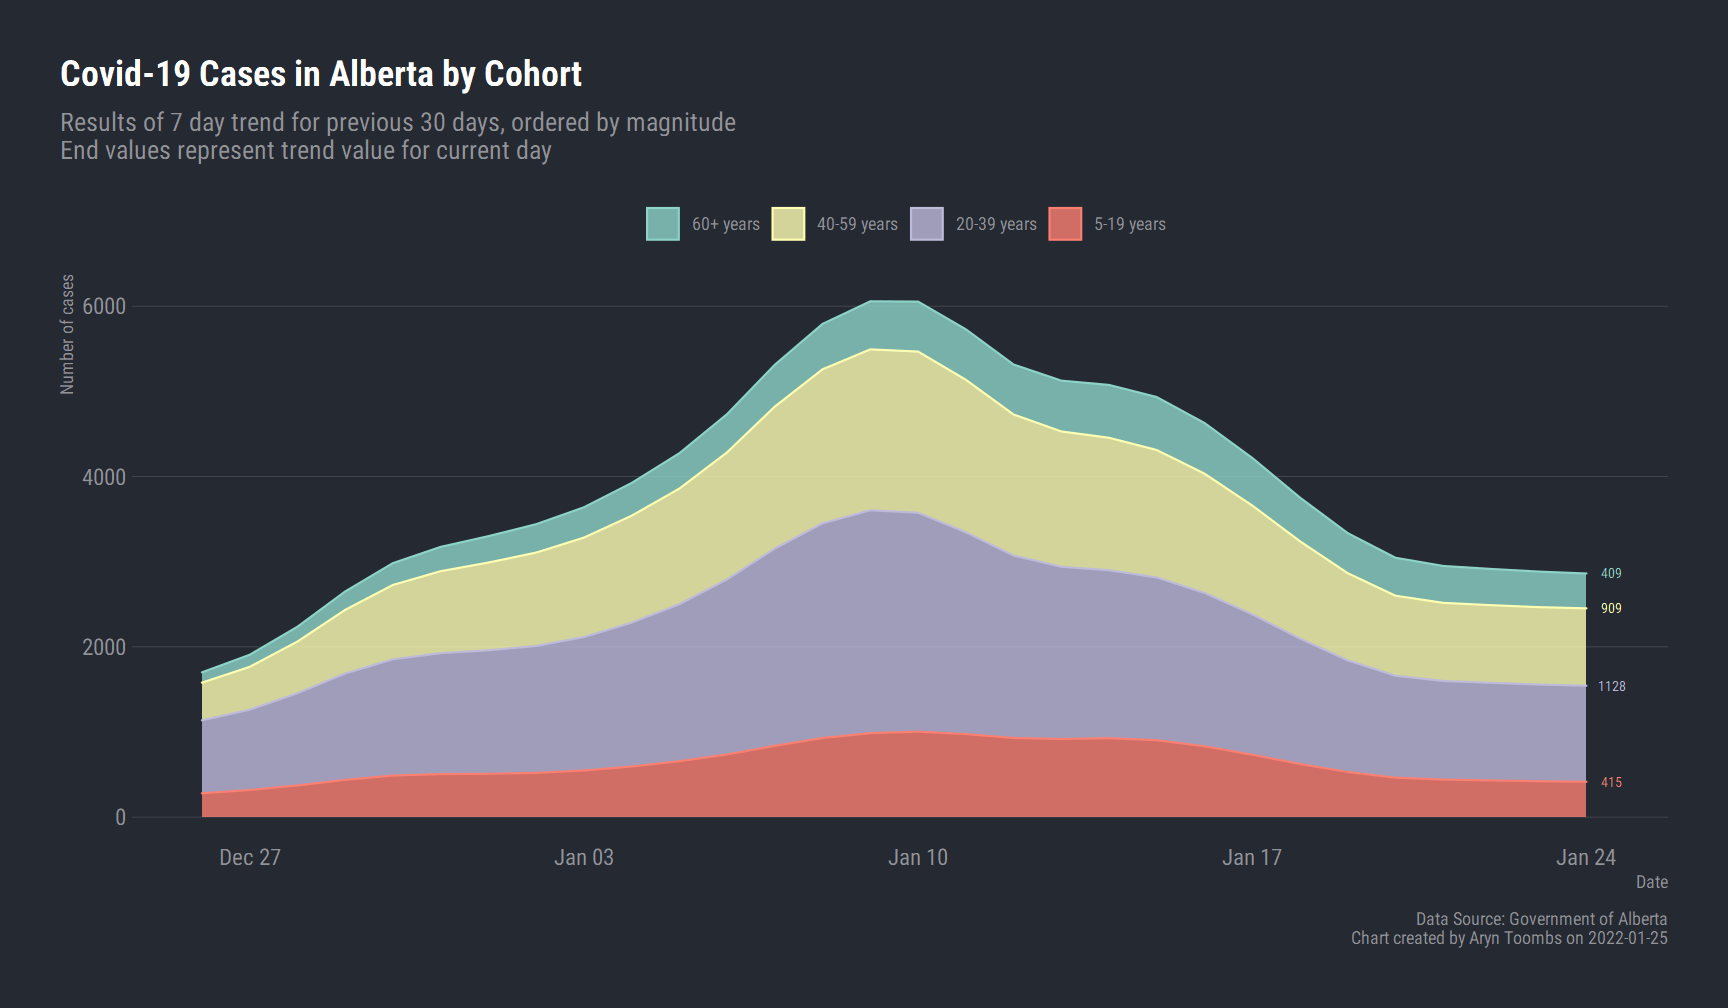 Covid-19 Cases in Alberta by Cohort
Results of 7 day trend for previous 30 days, ordered by magnitude
End values represent trend value for current day
60+ years
40-59 years
20-39 years
5-19 years
Number of cases
6000
4000
2000
0
409
909
1128
415
Dec 27
Jan 03
Jan 10
Jan 17
Jan 24
Date
Data Source: Government of Alberta
Chart created by Aryn Toombs on 2022-01-25